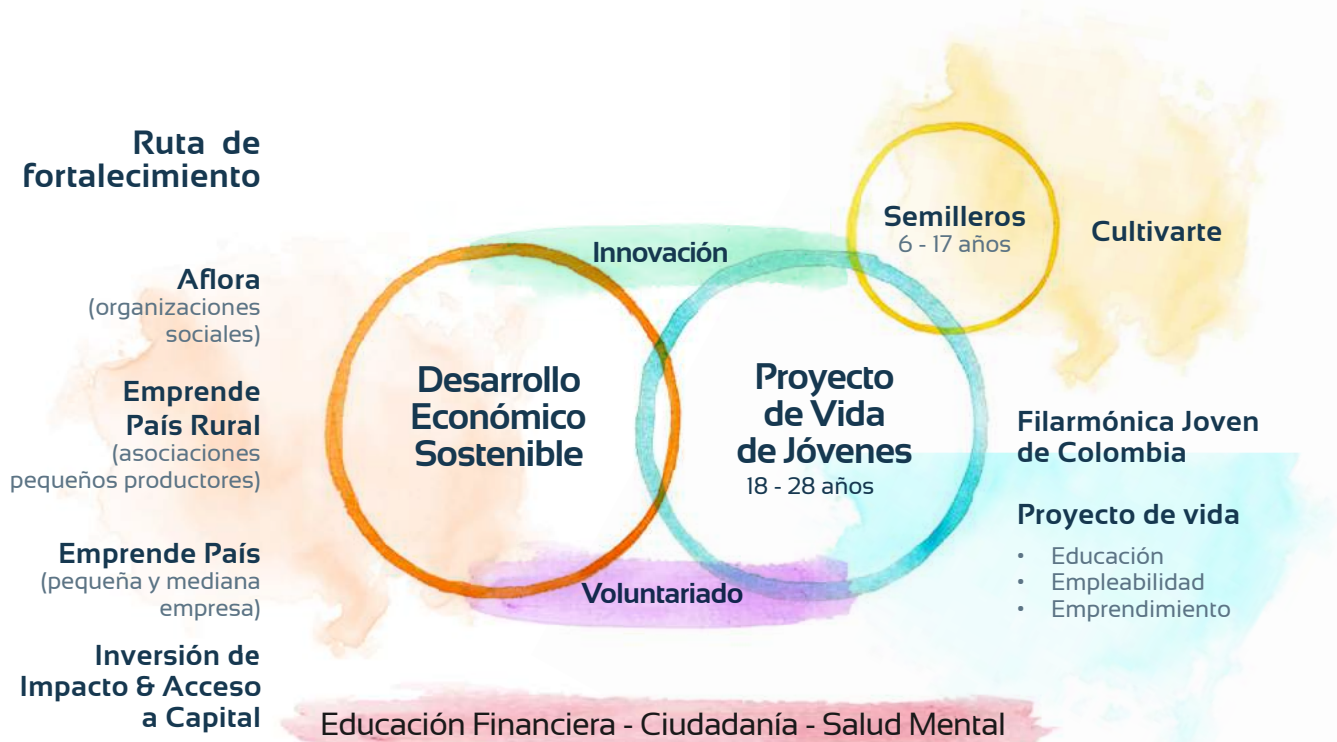 Ruta de
fortalecimiento
Aflora
(organizaciones
sociales)
Emprende
País Rural
(asociaciones
pequeños productores)
Emprende País
(pequeña y mediana
empresa)
Inversión de
Impacto & Acceso
a Capital
Innovación
Desarrollo
Económico
Sostenible
Proyecto
de Vida
de Jóvenes
18 - 28 años
Voluntariado
Semilleros
6 - 17 años
Cultivarte
Filarmónica Joven
de Colombia
Proyecto de vida
• Educación
• Empleabilidad
• Emprendimiento
Educación Financiera - Ciudadanía - Salud Mental